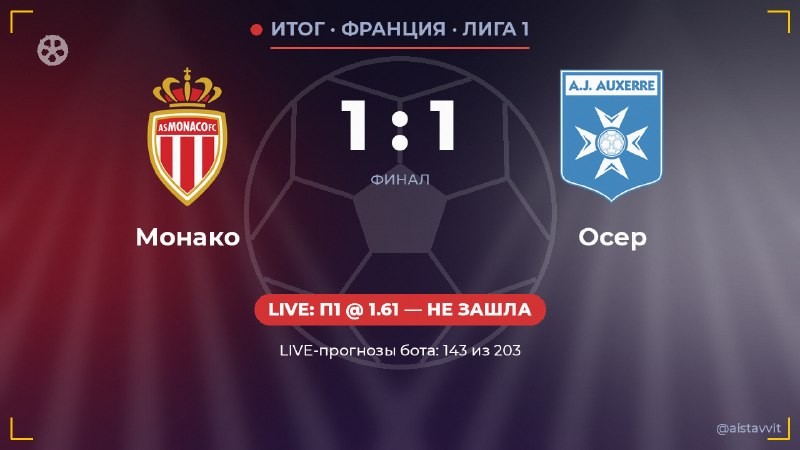 ИТОГ · ФРАНЦИЯ · ЛИГА 1
AS MONACO FC
1 : 1
A.J. AUXERRE
ФИНАЛ
Монако
Осер
LIVE: П1 @ 1.61 — НЕ ЗАШЛА
LIVE-прогнозы бота: 143 из 203
@aistavvit